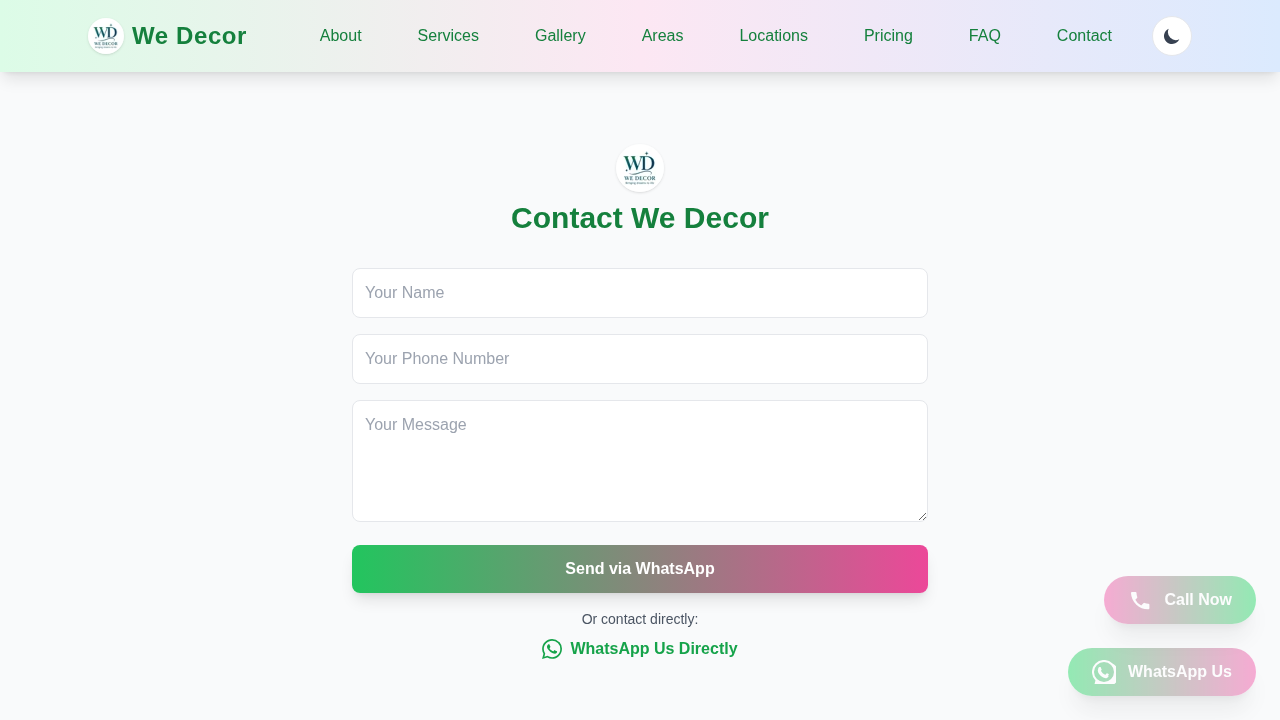 WD
WE DECOR
We Decor
About
Services
Gallery
Areas
Locations
Pricing
FAQ
Contact
WD
WE DECOR
Contact We Decor
Your Name
Your Phone Number
Your Message
Send via WhatsApp
Or contact directly:
WhatsApp Us Directly
Call Now
WhatsApp Us